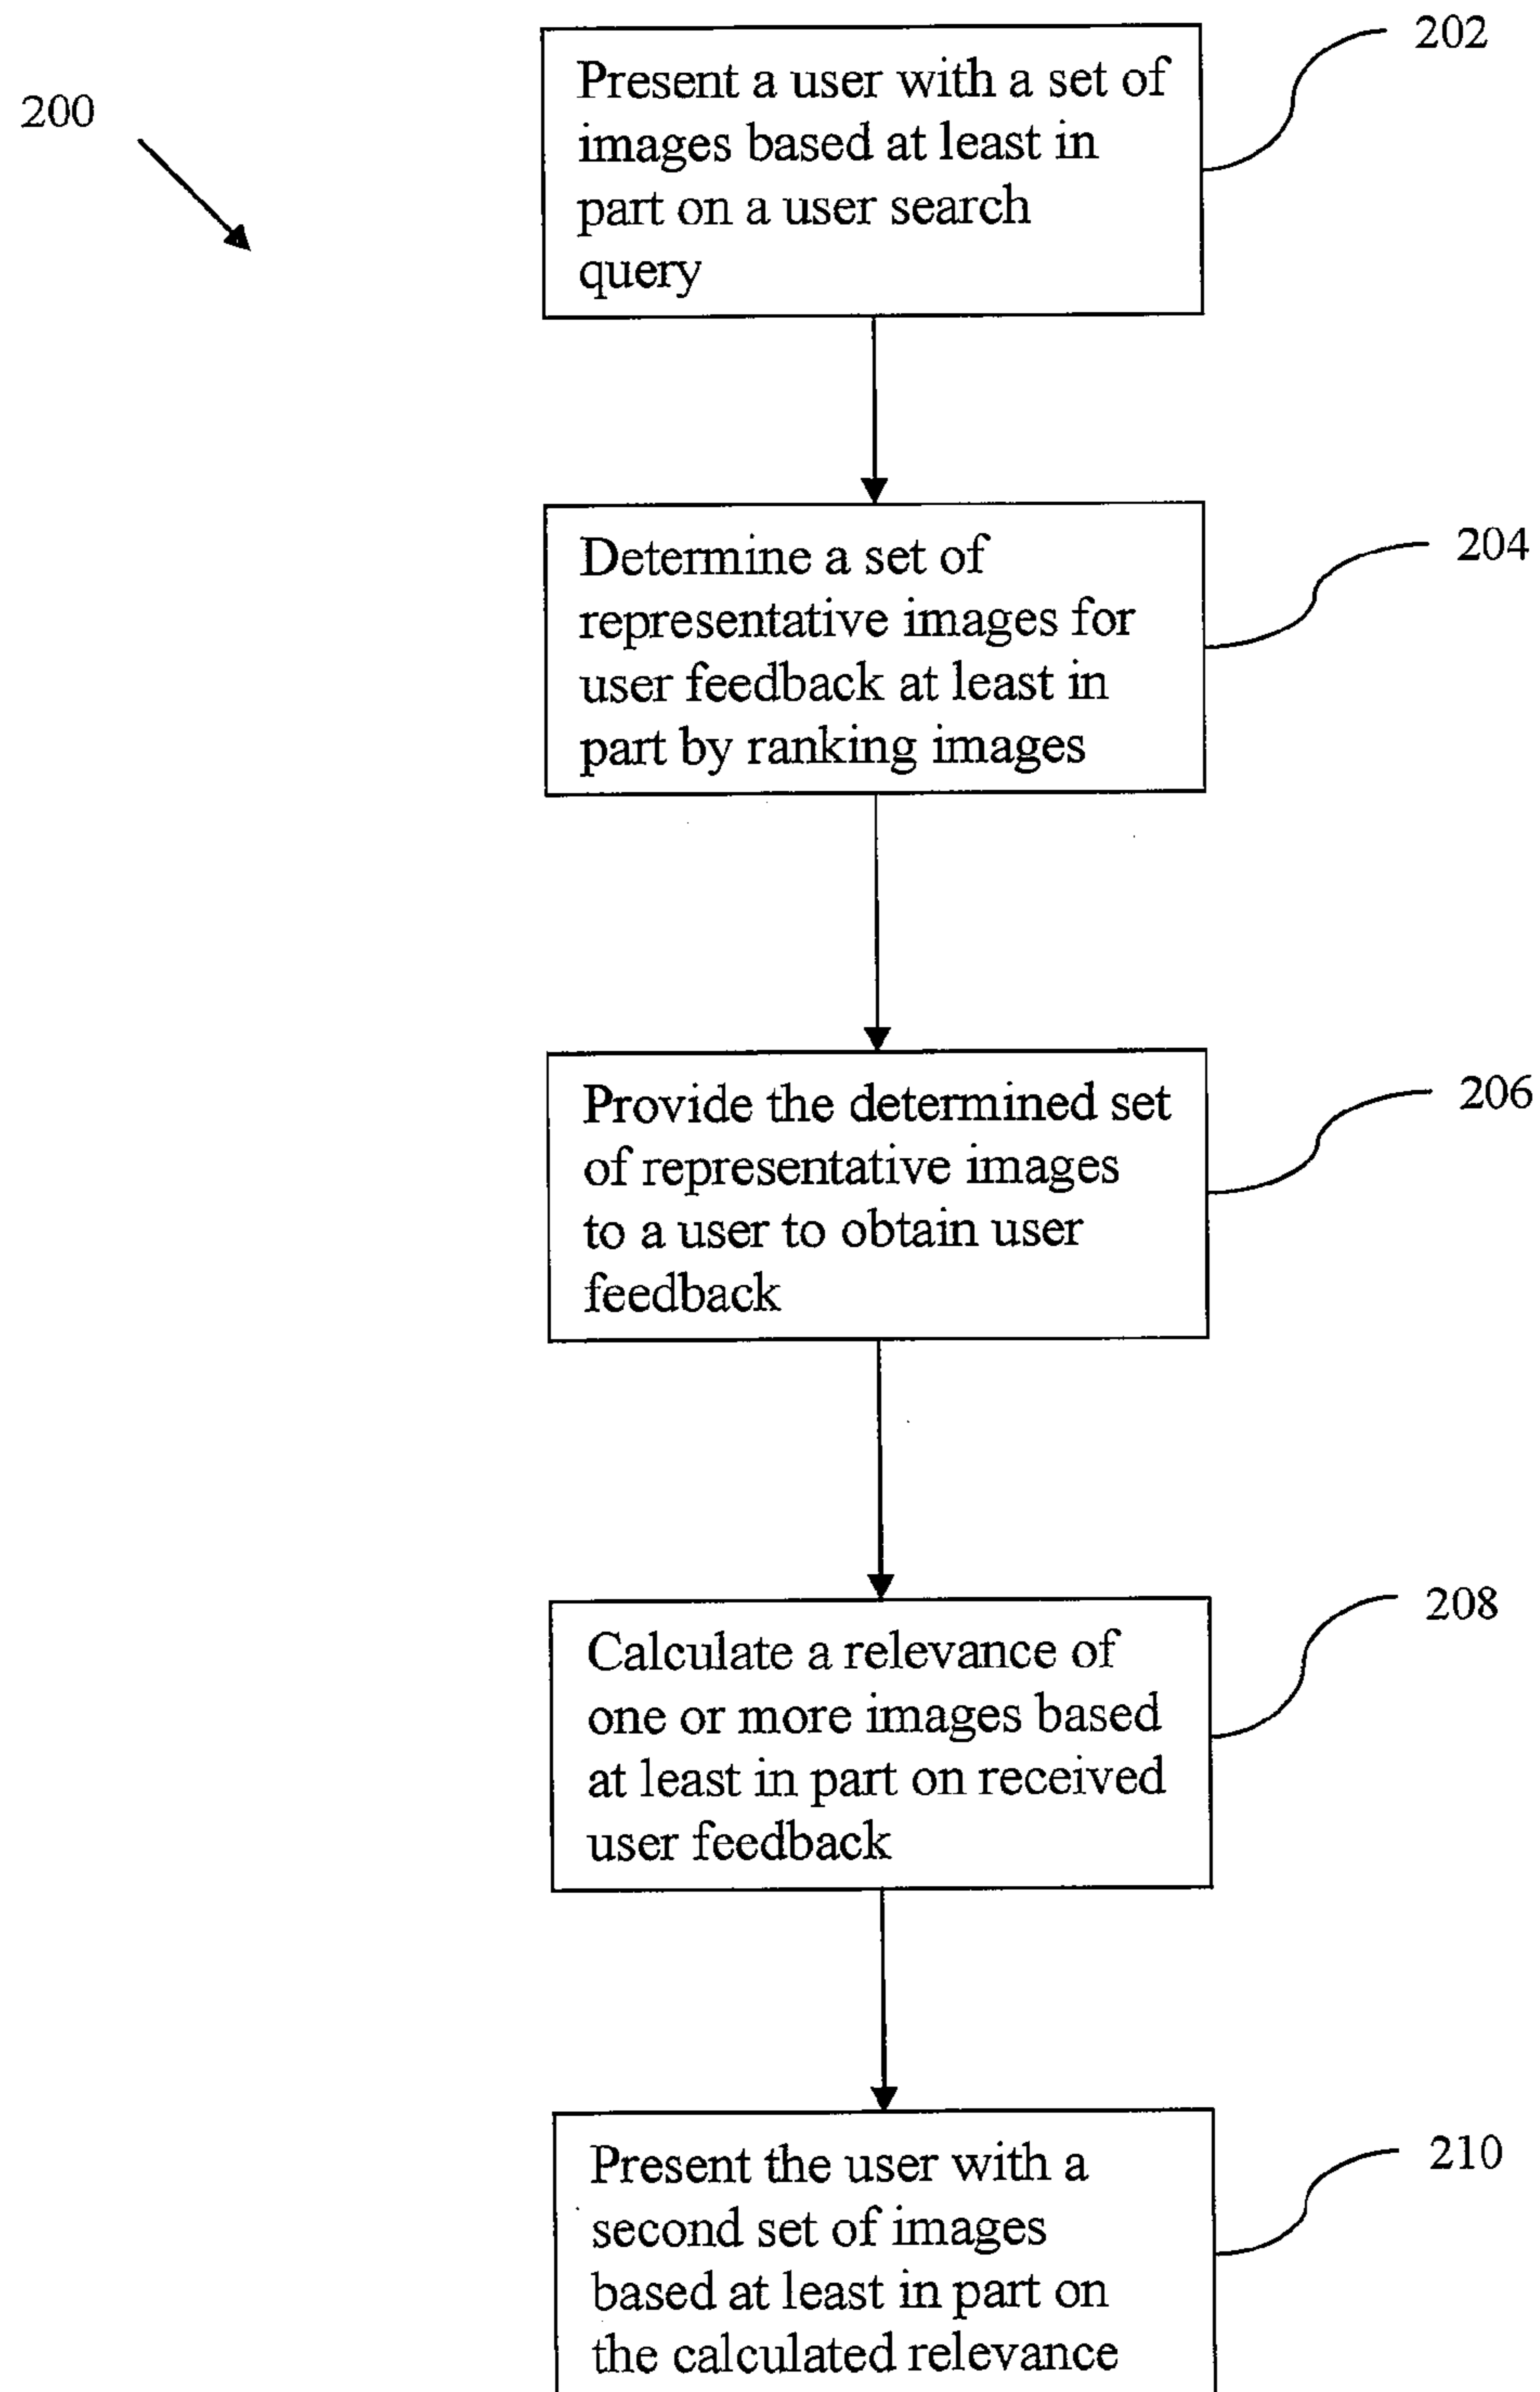 200
202
Present a user with a set of
images based at least in
part on a user search
query
204
Determine a set of
representative images for
user feedback at least in
part by ranking images
206
Provide the determined set
of representative images
to a user to obtain user
feedback
208
Calculate a relevance of
one or more images based
at least in part on received
user feedback
210
Present the user with a
second set of images
based at least in part on
the calculated relevance